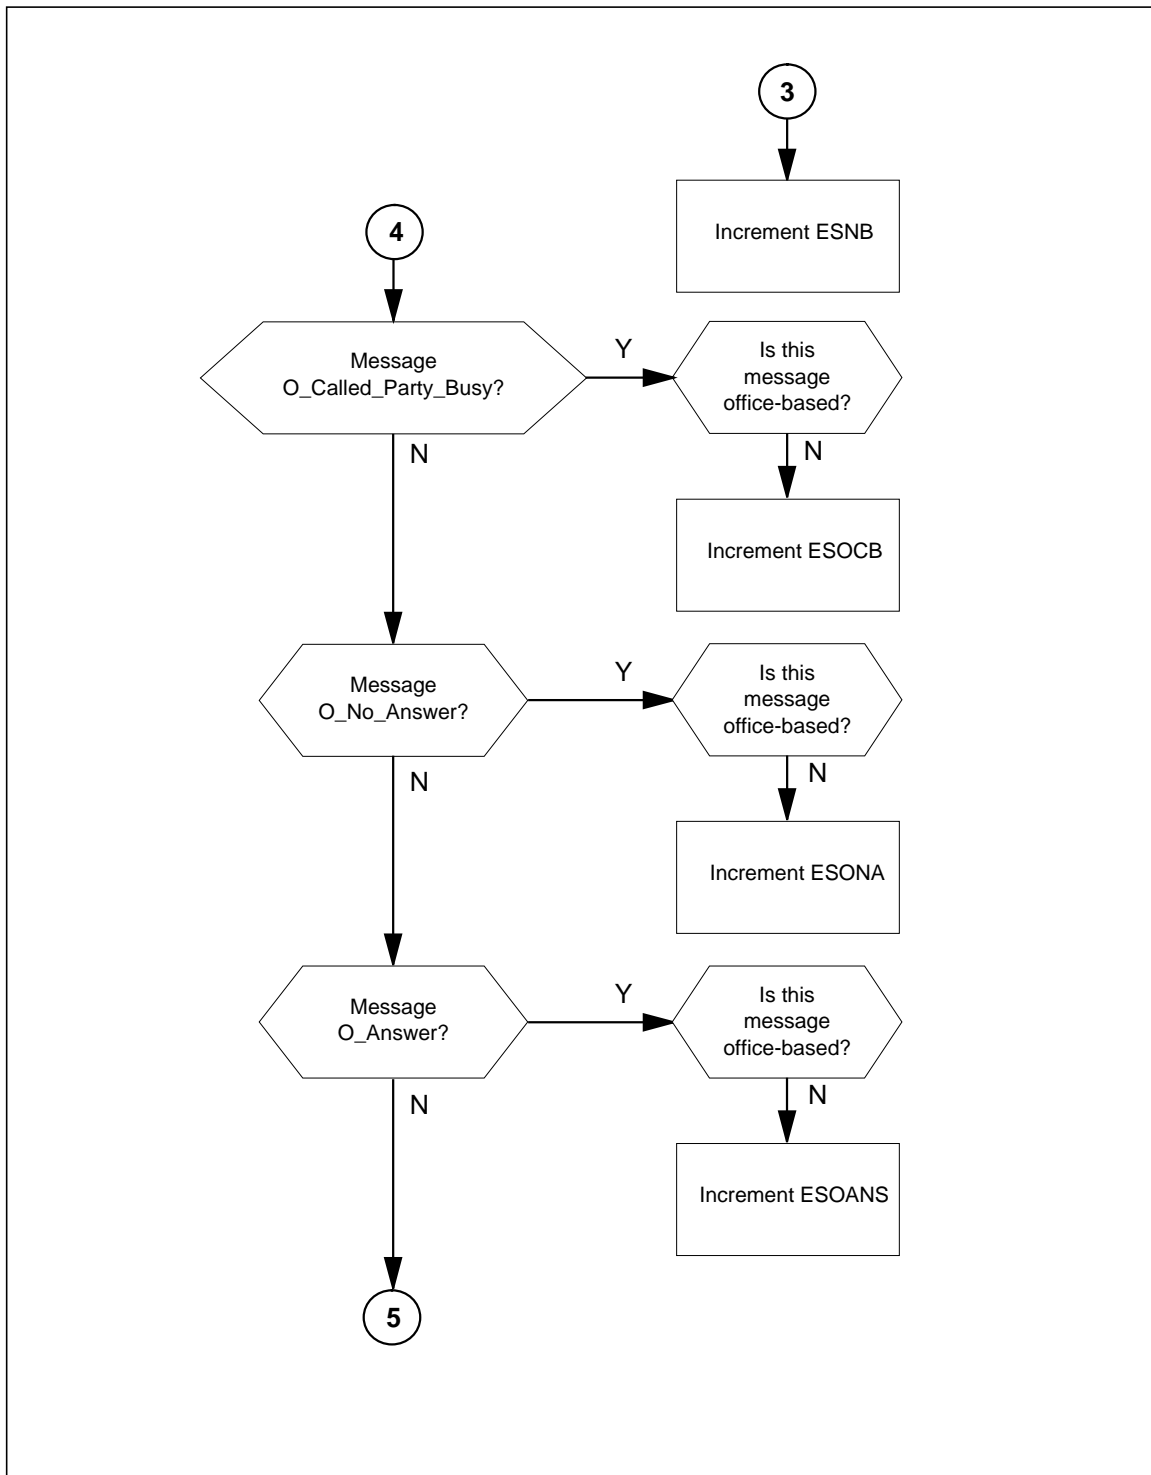 3
Increment ESNB
4
Message
O_Called_Party_Busy?
Y
Is this
message
office-based?
N
N
Increment ESOCB
Message
O_No_Answer?
Y
Is this
message
office-based?
N
N
Increment ESONA
Message
O_Answer?
Y
Is this
message
office-based?
N
N
Increment ESOANS
5